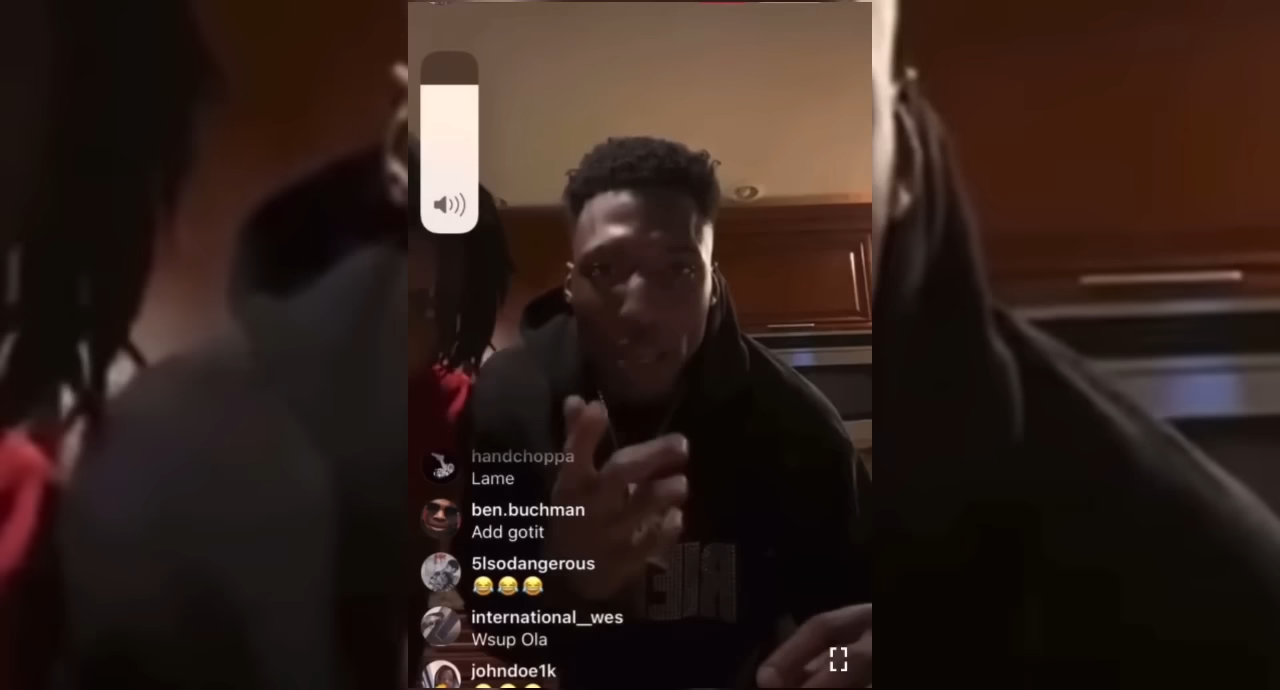 handchoppa
Lame
ben.buchman
Add gotit
5lsodangerous
😂😂😂
international__wes
Wsup Ola
johndoe1k